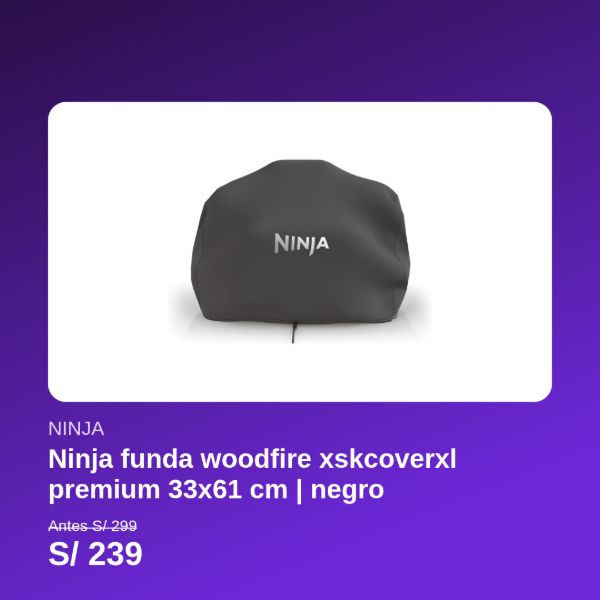 NINJA
NINJA
Ninja funda woodfire xskcoverxl
premium 33x61 cm | negro
Antes S/ 299
S/ 239